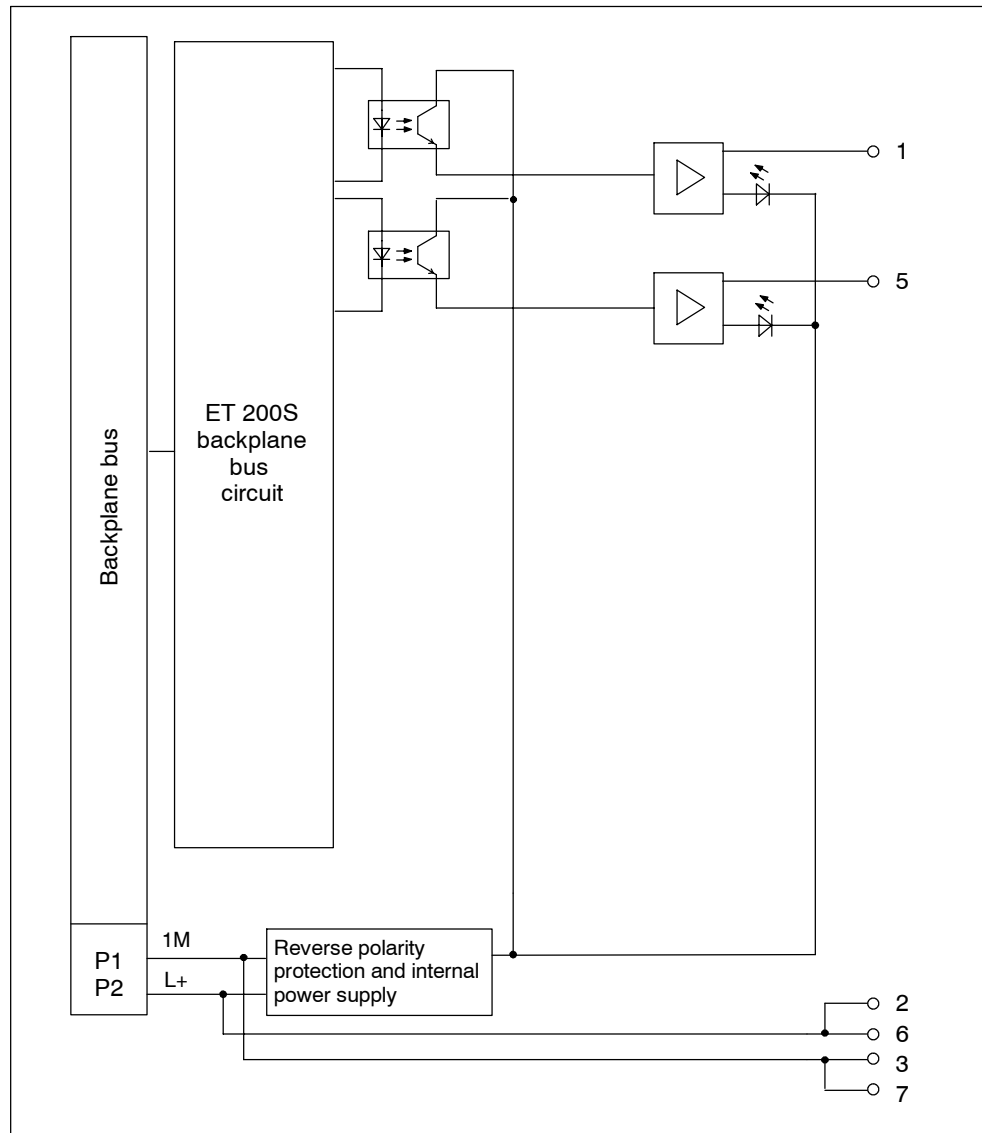 1
5
ET 200S
backplane
bus
circuit
Backplane bus
1M
P1
P2
L+
Reverse polarity
protection and internal
power supply
2
6
3
7